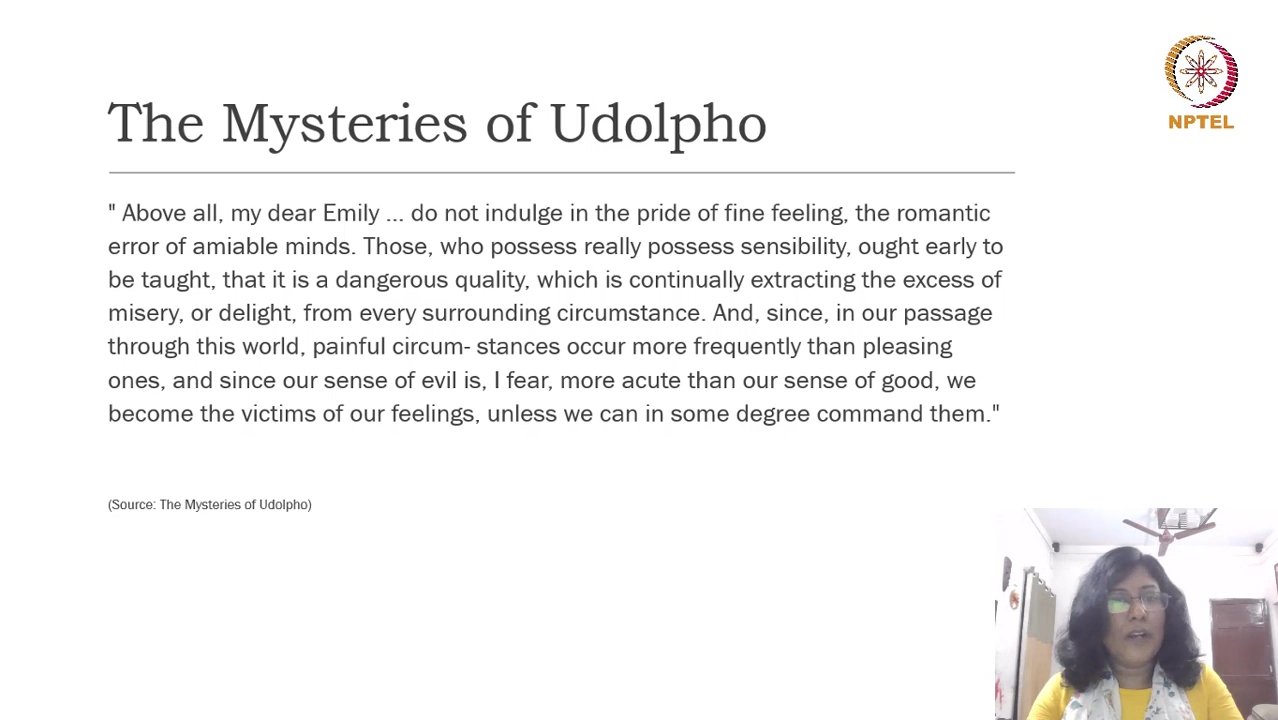 NPTEL
The Mysteries of Udolpho
" Above all, my dear Emily ... do not indulge in the pride of fine feeling, the romantic
error of amiable minds. Those, who possess really possess sensibility, ought early to
be taught, that it is a dangerous quality, which is continually extracting the excess of
misery, or delight, from every surrounding circumstance. And, since, in our passage
through this world, painful circum- stances occur more frequently than pleasing
ones, and since our sense of evil is, I fear, more acute than our sense of good, we
become the victims of our feelings, unless we can in some degree command them."
(Source: The Mysteries of Udolpho)